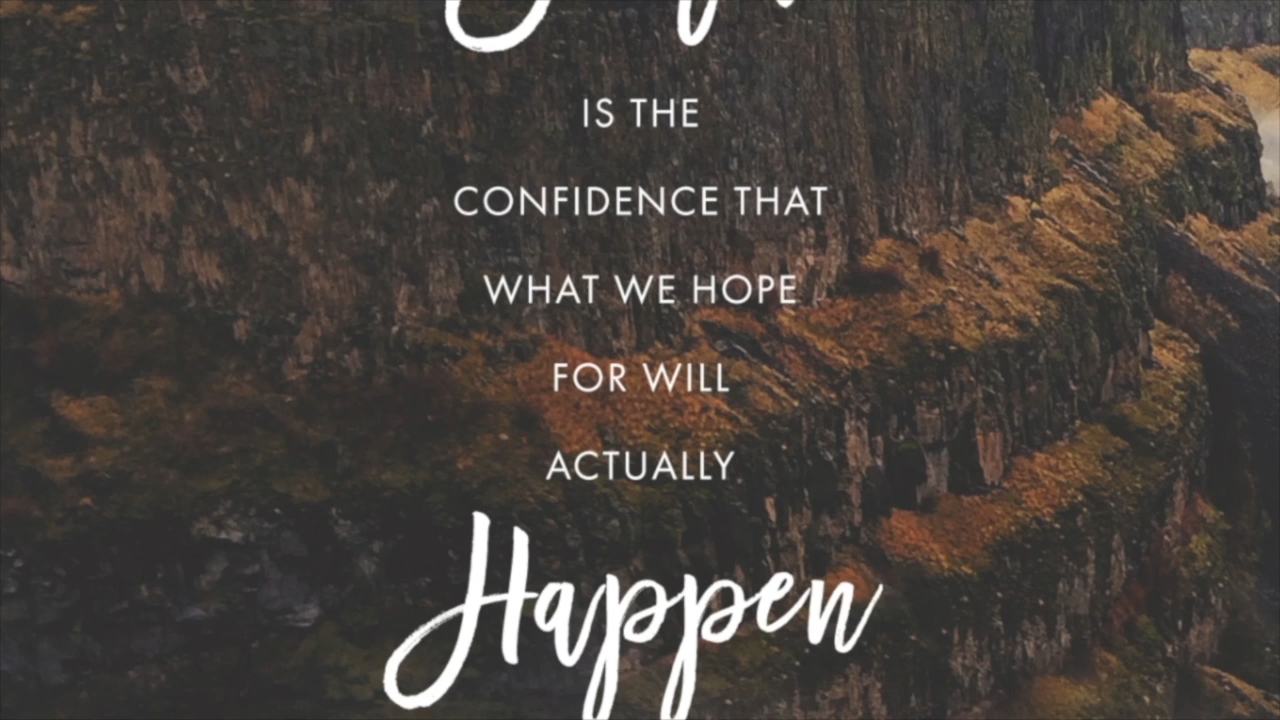 IS THE
CONFIDENCE THAT
WHAT WE HOPE
FOR WILL
ACTUALLY
Happen